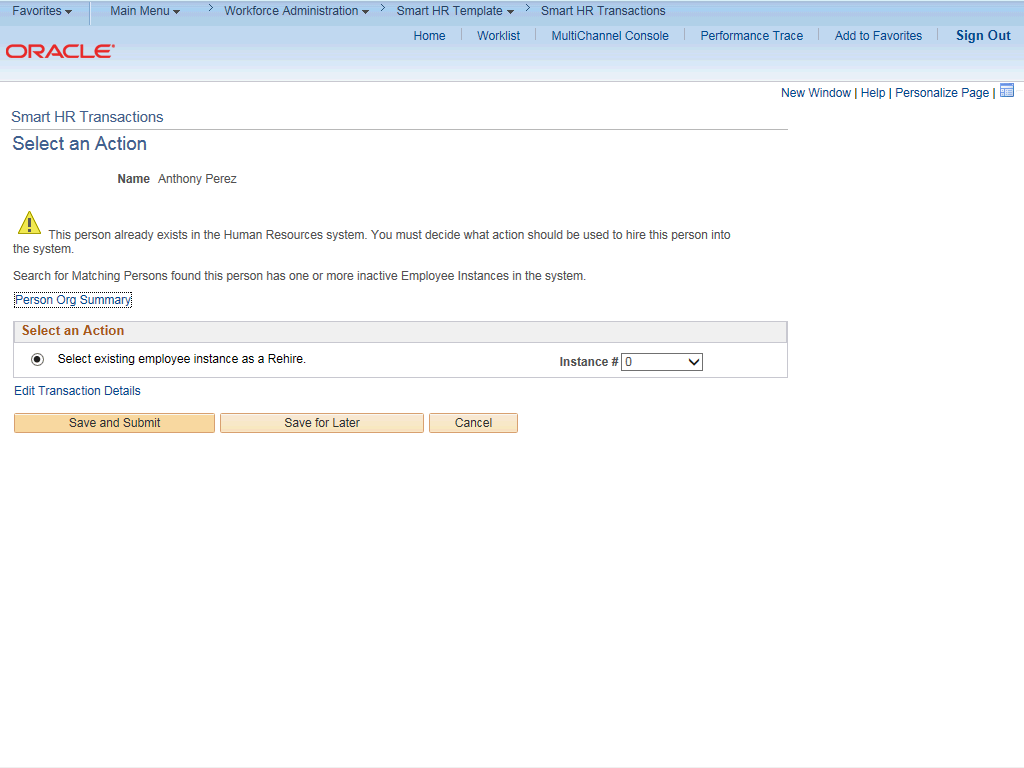 Favorites Main Menu > Workforce Administration > Smart HR Template > Smart HR Transactions
Home Worklist MultiChannel Console Performance Trace Add to Favorites Sign Out
ORACLE
New Window | Help | Personalize Page |
Smart HR Transactions
Select an Action
Name Anthony Perez
This person already exists in the Human Resources system. You must decide what action should be used to hire this person into
the system.
Search for Matching Persons found this person has one or more inactive Employee Instances in the system.
Person Org Summary
Select an Action
Select existing employee instance as a Rehire. Instance # 0
Edit Transaction Details
Save and Submit Save for Later Cancel